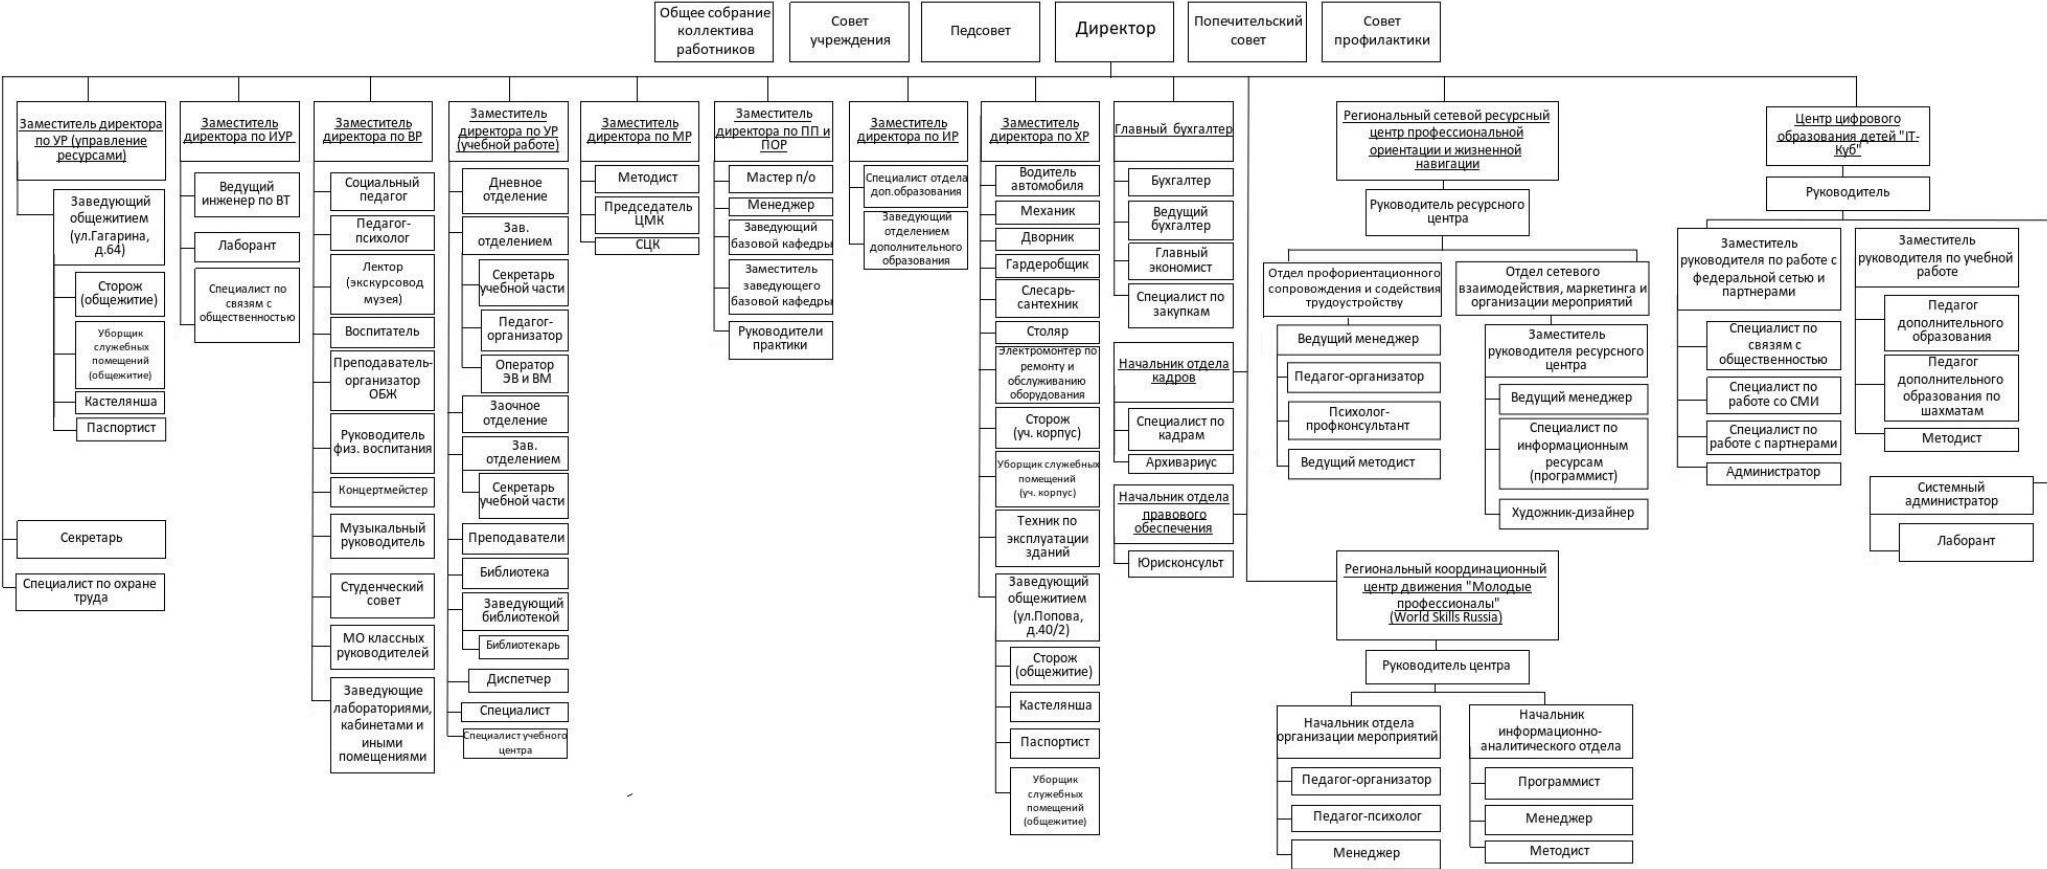 Общее собрание
коллектива
работников
Совет
учреждения
Педсовет
Директор
Попечительский
совет
Совет
профилактики
Заместитель директора
по УР (управление
ресурсами)
Заведующий
общежитием
(ул.Гагарина,
д.64)
Сторож
(общежитие)
Уборщик
служебных
помещений
(общежитие)
Кастелянша
Паспортист
Секретарь
Специалист по охране
труда
Заместитель
директора по ИУР
Ведущий
инженер по ВТ
Лаборант
Специалист по
связям с
общественностью
Заместитель
директора по ВР
Социальный
педагог
Педагог-
психолог
Лектор
(экскурсовод
музея)
Воспитатель
Преподаватель-
организатор
ОБЖ
Руководитель
физ. воспитания
Концертмейстер
Музыкальный
руководитель
Студенческий
совет
МО классных
руководителей
Заведующие
лабораториями,
кабинетами и
иными
помещениями
Заместитель
директора по УР
(учебной работе)
Дневное
отделение
Зав.
отделением
Секретарь
учебной части
Педагог-
организатор
Оператор
ЭВ и ВМ
Заочное
отделение
Зав.
отделением
Секретарь
учебной части
Преподаватели
Библиотека
Заведующий
библиотекой
Библиотекарь
Диспетчер
Специалист
Специалист учебного
центра
Заместитель
директора по МР
Методист
Председатель
ЦМК
СЦК
Заместитель
директора по ПП и
ПОР
Мастер п/о
Менеджер
Заведующий
базовой кафедры
Заместитель
заведующего
базовой кафедры
Руководители
практики
Заместитель
директора по ИР
Специалист отдела
доп.образования
Заведующий
отделением
дополнительного
образования
Заместитель
директора по ХР
Водитель
автомобиля
Механик
Дворник
Гардеробщик
Слесарь-
сантехник
Столяр
Электромонтер по
ремонту и
обслуживанию
оборудования
Сторож
(уч. корпус)
Уборщик служебных
помещений
(уч. корпус)
Техник по
эксплуатации
зданий
Заведующий
общежитием
(ул.Попова,
д.40/2)
Сторож
(общежитие)
Кастелянша
Паспортист
Уборщик
служебных
помещений
(общежитие)
Главный бухгалтер
Бухгалтер
Ведущий
бухгалтер
Главный
экономист
Специалист по
закупкам
Начальник отдела
кадров
Специалист по
кадрам
Архивариус
Начальник отдела
правового
обеспечения
Юрисконсульт
Региональный сетевой ресурсный
центр профессиональной
ориентации и жизненной
навигации
Руководитель ресурсного
центра
Отдел профориентационного
сопровождения и содействия
трудоустройству
Ведущий менеджер
Педагог-организатор
Психолог-
профконсультант
Ведущий методист
Отдел сетевого
взаимодействия, маркетинга и
организации мероприятий
Заместитель
руководителя ресурсного
центра
Ведущий менеджер
Специалист по
информационным
ресурсам
(программист)
Художник-дизайнер
Региональный координационный
центр движения "Молодые
профессионалы"
(World Skills Russia)
Руководитель центра
Начальник отдела
организации мероприятий
Педагог-организатор
Педагог-психолог
Менеджер
Начальник
информационно-
аналитического отдела
Программист
Менеджер
Методист
Центр цифрового
образования детей "IT-
Куб"
Руководитель
Заместитель
руководителя по работе с
федеральной сетью и
партнерами
Специалист по
связям с
общественностью
Специалист по
работе со СМИ
Специалист по
работе с партнерами
Администратор
Заместитель
руководителя по учебной
работе
Педагог
дополнительного
образования
Педагог
дополнительного
образования по
шахматам
Методист
Системный
администратор
Лаборант